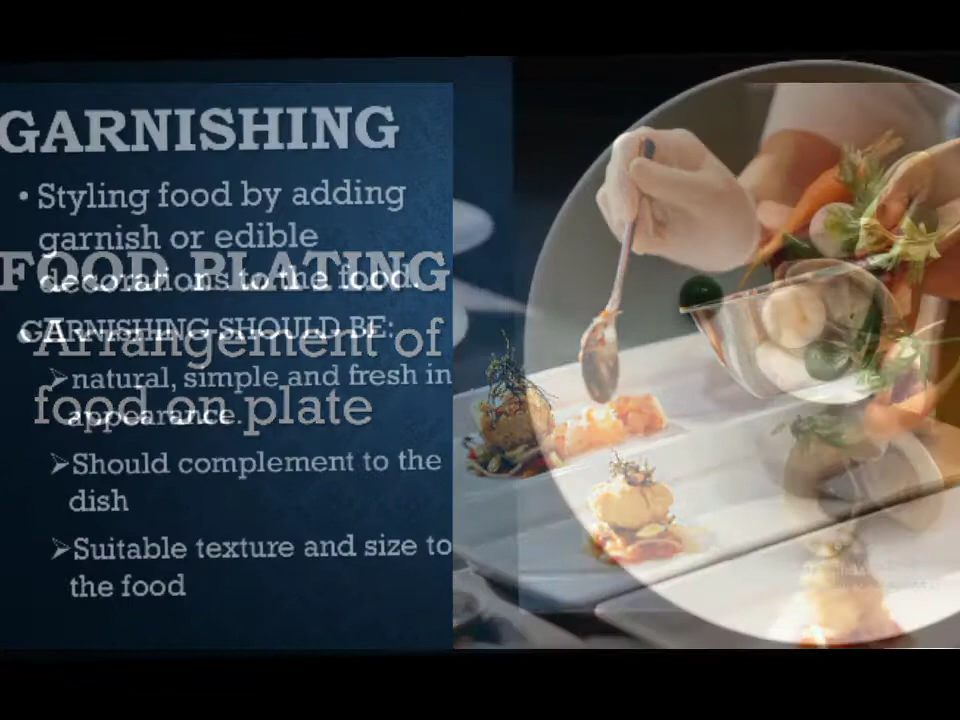 GARNISHING
• Styling food by adding
garnish or edible
decorations to the food.
FOOD PLATING
• GARNISHING SHOULD BE:
• Arrangement of
food on plate
➢natural, simple and fresh in
appearance.
➢Should complement to the
dish
➢Suitable texture and size to
the food